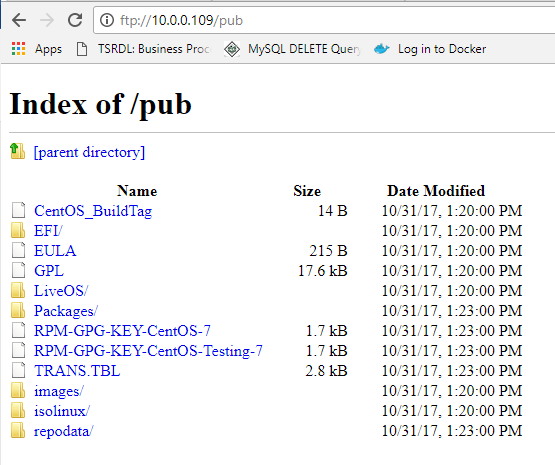 ftp://10.0.0.109/pub
Apps TSRDL: Business Proc MySQL DELETE Query Log in to Docker
Index of /pub
[parent directory]
Name Size Date Modified
CentOS_BuildTag 14 B 10/31/17, 1:20:00 PM
EFI/ 10/31/17, 1:20:00 PM
EULA 215 B 10/31/17, 1:20:00 PM
GPL 17.6 kB 10/31/17, 1:20:00 PM
LiveOS/ 10/31/17, 1:20:00 PM
Packages/ 10/31/17, 1:23:00 PM
RPM-GPG-KEY-CentOS-7 1.7 kB 10/31/17, 1:23:00 PM
RPM-GPG-KEY-CentOS-Testing-7 1.7 kB 10/31/17, 1:23:00 PM
TRANS.TBL 2.8 kB 10/31/17, 1:23:00 PM
images/ 10/31/17, 1:20:00 PM
isolinux/ 10/31/17, 1:20:00 PM
repodata/ 10/31/17, 1:23:00 PM